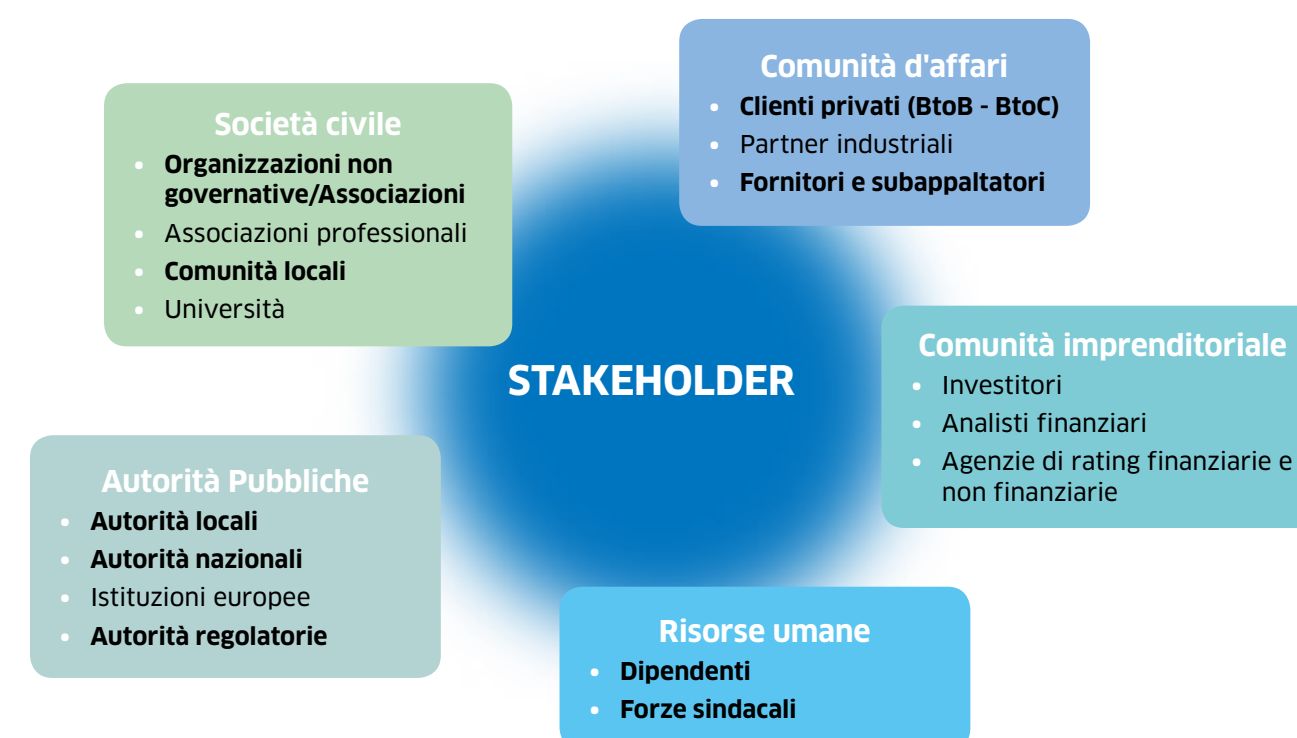 Comunità d'affari
• Clienti privati (BtoB - BtoC)
• Partner industriali
• Fornitori e subappaltatori
Società civile
• Organizzazioni non
governative/Associazioni
• Associazioni professionali
• Comunità locali
• Università
STAKEHOLDER
Comunità imprenditoriale
• Investitori
• Analisti finanziari
• Agenzie di rating finanziarie e
non finanziarie
Autorità Pubbliche
• Autorità locali
• Autorità nazionali
• Istituzioni europee
• Autorità regolatorie
Risorse umane
• Dipendenti
• Forze sindacali